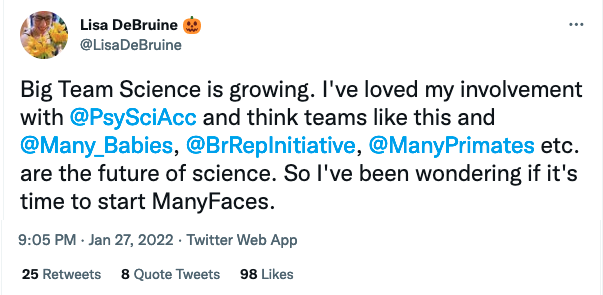 Lisa DeBruine 🎃
@LisaDeBruine
Big Team Science is growing. I've loved my involvement
with @PsySciAcc and think teams like this and
@Many_Babies, @BrRepInitiative, @ManyPrimates etc.
are the future of science. So I've been wondering if it's
time to start ManyFaces.
9:05 PM · Jan 27, 2022 · Twitter Web App
25 Retweets 8 Quote Tweets 98 Likes